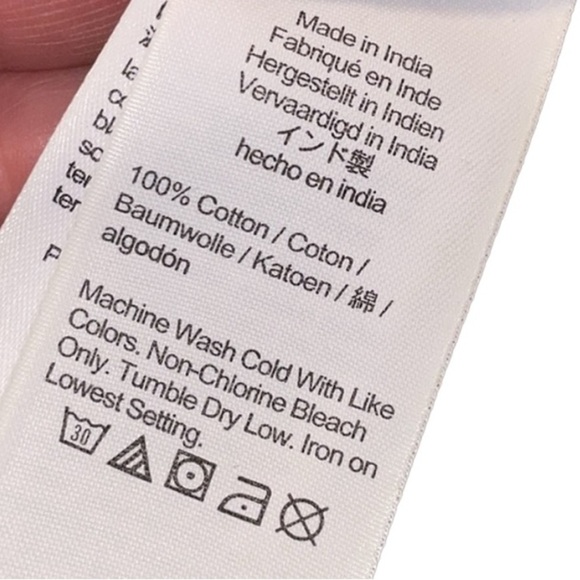 Made in India
Fabriqué en Inde
Hergestellt in Indien
Vervaardigd in India
インド製
hecho en india
100% Cotton / Coton /
Baumwolle / Katoen / 綿 /
algodón
Machine Wash Cold With Like
Colors. Non-Chlorine Bleach
Only. Tumble Dry Low. Iron on
Lowest Setting.
30